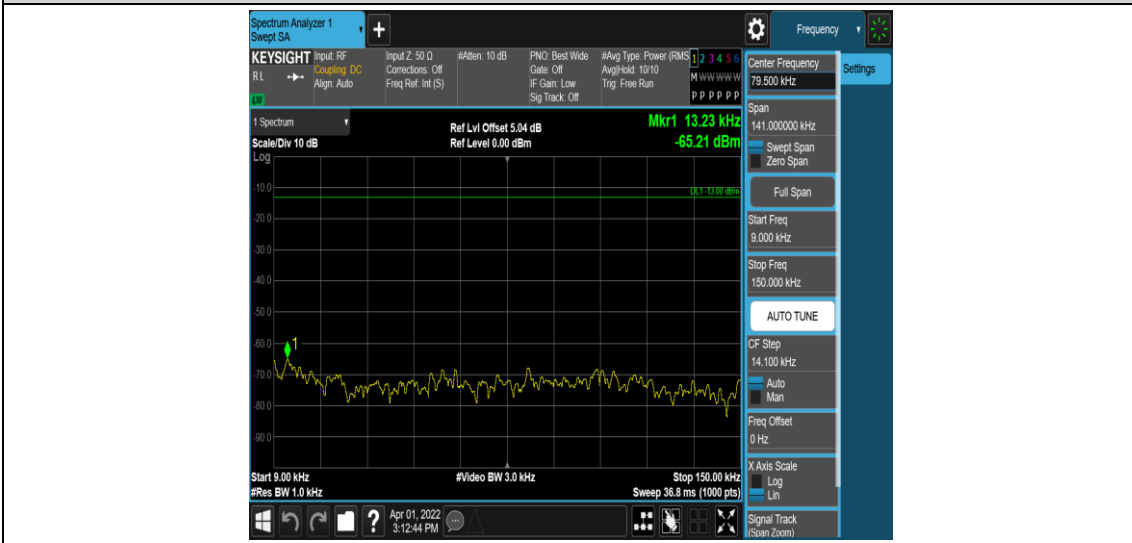 Spectrum Analyzer 1
Swept SA
+
Frequency
KEYSIGHT
RL
LXI
Input: RF
Coupling: DC
Align: Auto
Input Z: 50 Ω
Corrections: Off
Freq Ref: Int (S)
#Atten: 10 dB
PNO: Best Wide
Gate: Off
IF Gain: Low
Sig Track: Off
#Avg Type: Power (RMS
Avg|Hold: 10/10
Trig: Free Run
1 2 3 4 5 6
M W W W W W
P P P P P P
Center Frequency
79.500 kHz
Settings
Span
141.000000 kHz
Swept Span
Zero Span
Full Span
Start Freq
9.000 kHz
Stop Freq
150.000 kHz
AUTO TUNE
CF Step
14.100 kHz
Auto
Man
Freq Offset
0 Hz
X Axis Scale
Log
Lin
Signal Track
(Span Zoom)
1 Spectrum
Scale/Div 10 dB
Log
Ref Lvl Offset 5.04 dB
Ref Level 0.00 dBm
Mkr1 13.23 kHz
-65.21 dBm
DL1 -13.00 dBm
-10.0
-20.0
-30.0
-40.0
-50.0
-60.0
1
-70.0
-80.0
-90.0
Start 9.00 kHz
#Res BW 1.0 kHz
#Video BW 3.0 kHz
Stop 150.00 kHz
Sweep 36.8 ms (1000 pts)
?
Apr 01, 2022
3:12:44 PM